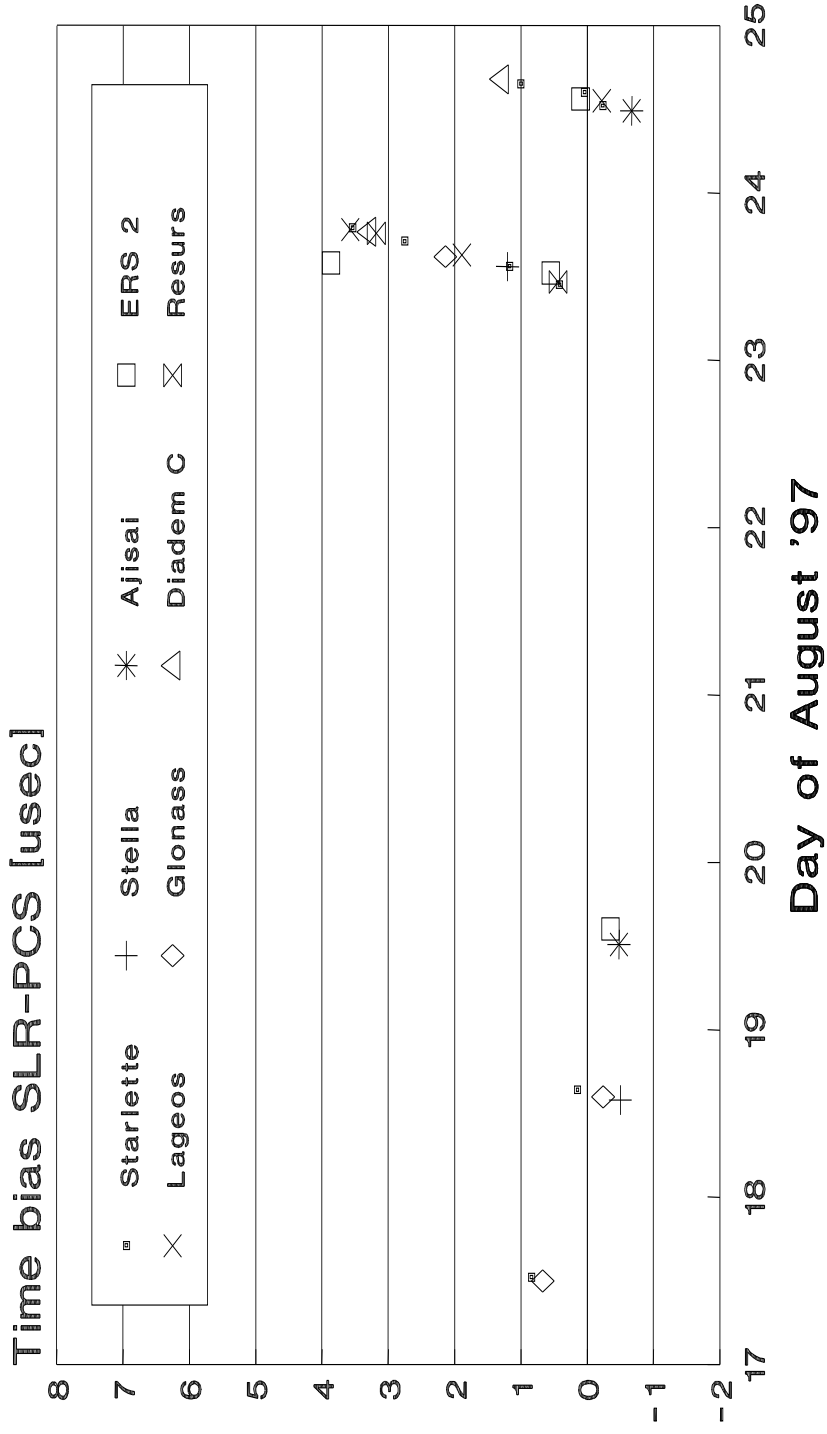 Time bias SLR-PCS [usec]
8
7
6
5
4
3
2
1
0
-1
-2
Starlette
Stella
Ajisai
ERS 2
Lageos
Glonass
Diadem C
Resurs
17
18
19
20
21
22
23
24
25
Day of August '97